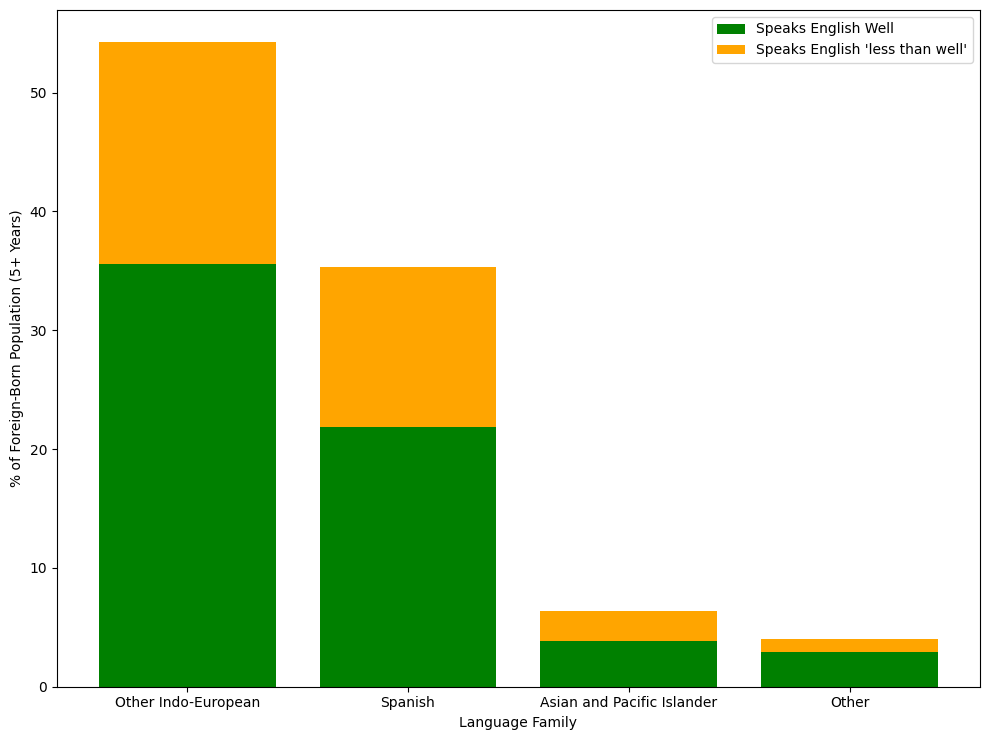 Speaks English Well
Speaks English 'less than well'
% of Foreign-Born Population (5+ Years)
50
40
30
20
10
0
Other Indo-European
Spanish
Asian and Pacific Islander
Other
Language Family